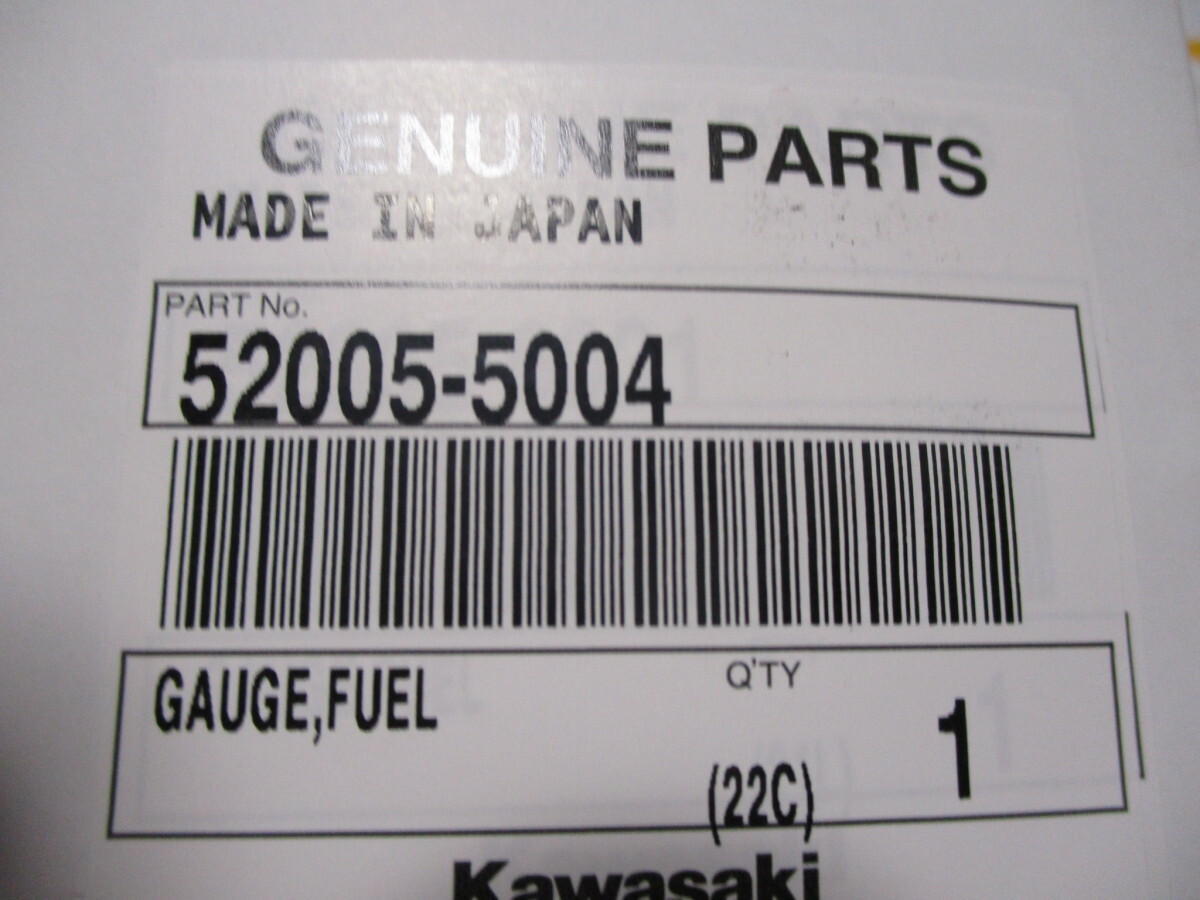 GENUINE PARTS
MADE IN JAPAN
PART No.
52005-5004
GAUGE,FUEL
Q'TY
1
(22C)
Kawasaki